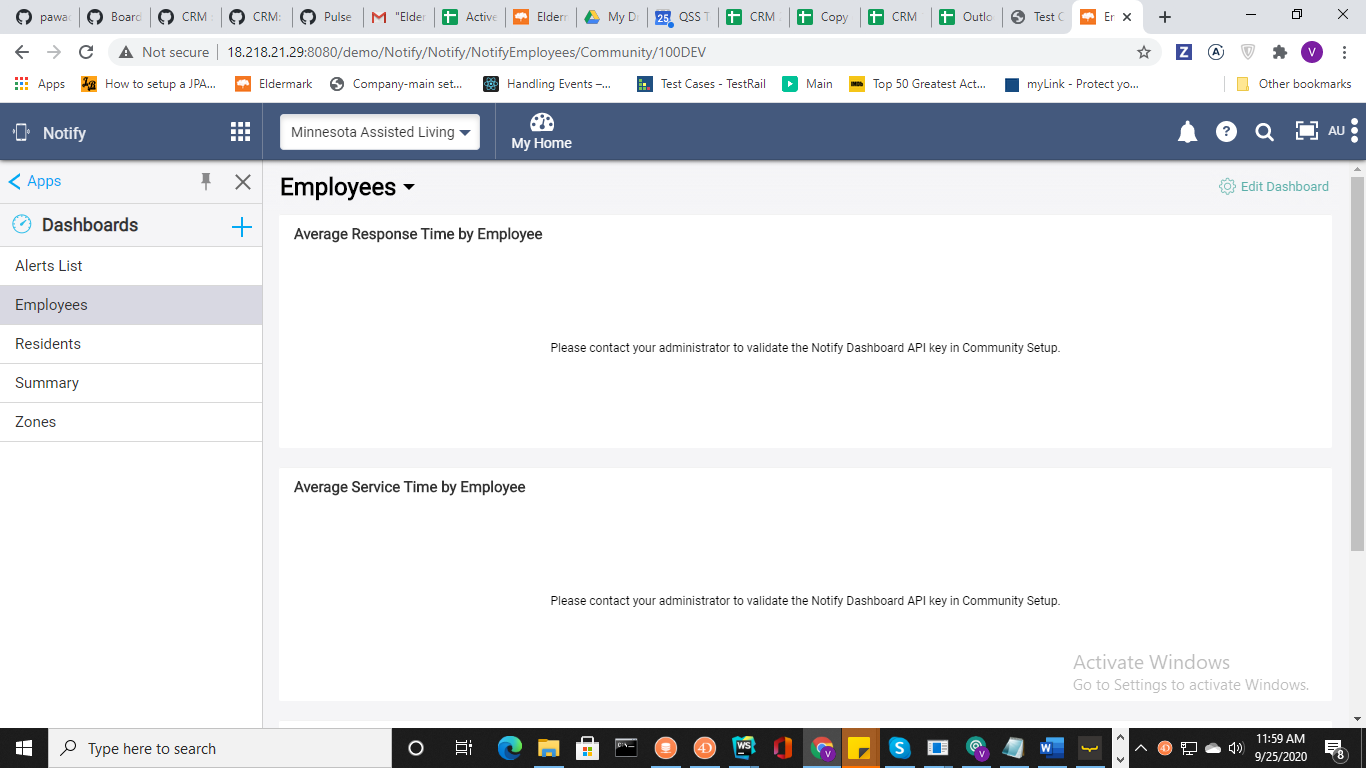 pawa
Board
CRM
CRM:
Pulse
"Elder
Active
Elderm
My Dr
QSS T
CRM
Copy
CRM
Outlo
Test C
Er
Not secure
18.218.21.29:8080/demo/Notify/Notify/NotifyEmployees/Community/100DEV
Apps
How to setup a JPA...
Eldermark
Company-main set...
Handling Events –...
Test Cases - TestRail
Main
Top 50 Greatest Act...
myLink - Protect yo...
Other bookmarks
Notify
Minnesota Assisted Living
My Home
AU
Apps
Dashboards
Alerts List
Employees
Residents
Summary
Zones
Employees
Edit Dashboard
Average Response Time by Employee
Please contact your administrator to validate the Notify Dashboard API key in Community Setup.
Average Service Time by Employee
Please contact your administrator to validate the Notify Dashboard API key in Community Setup.
Activate Windows
Go to Settings to activate Windows.
Type here to search
11:59 AM
9/25/2020
8